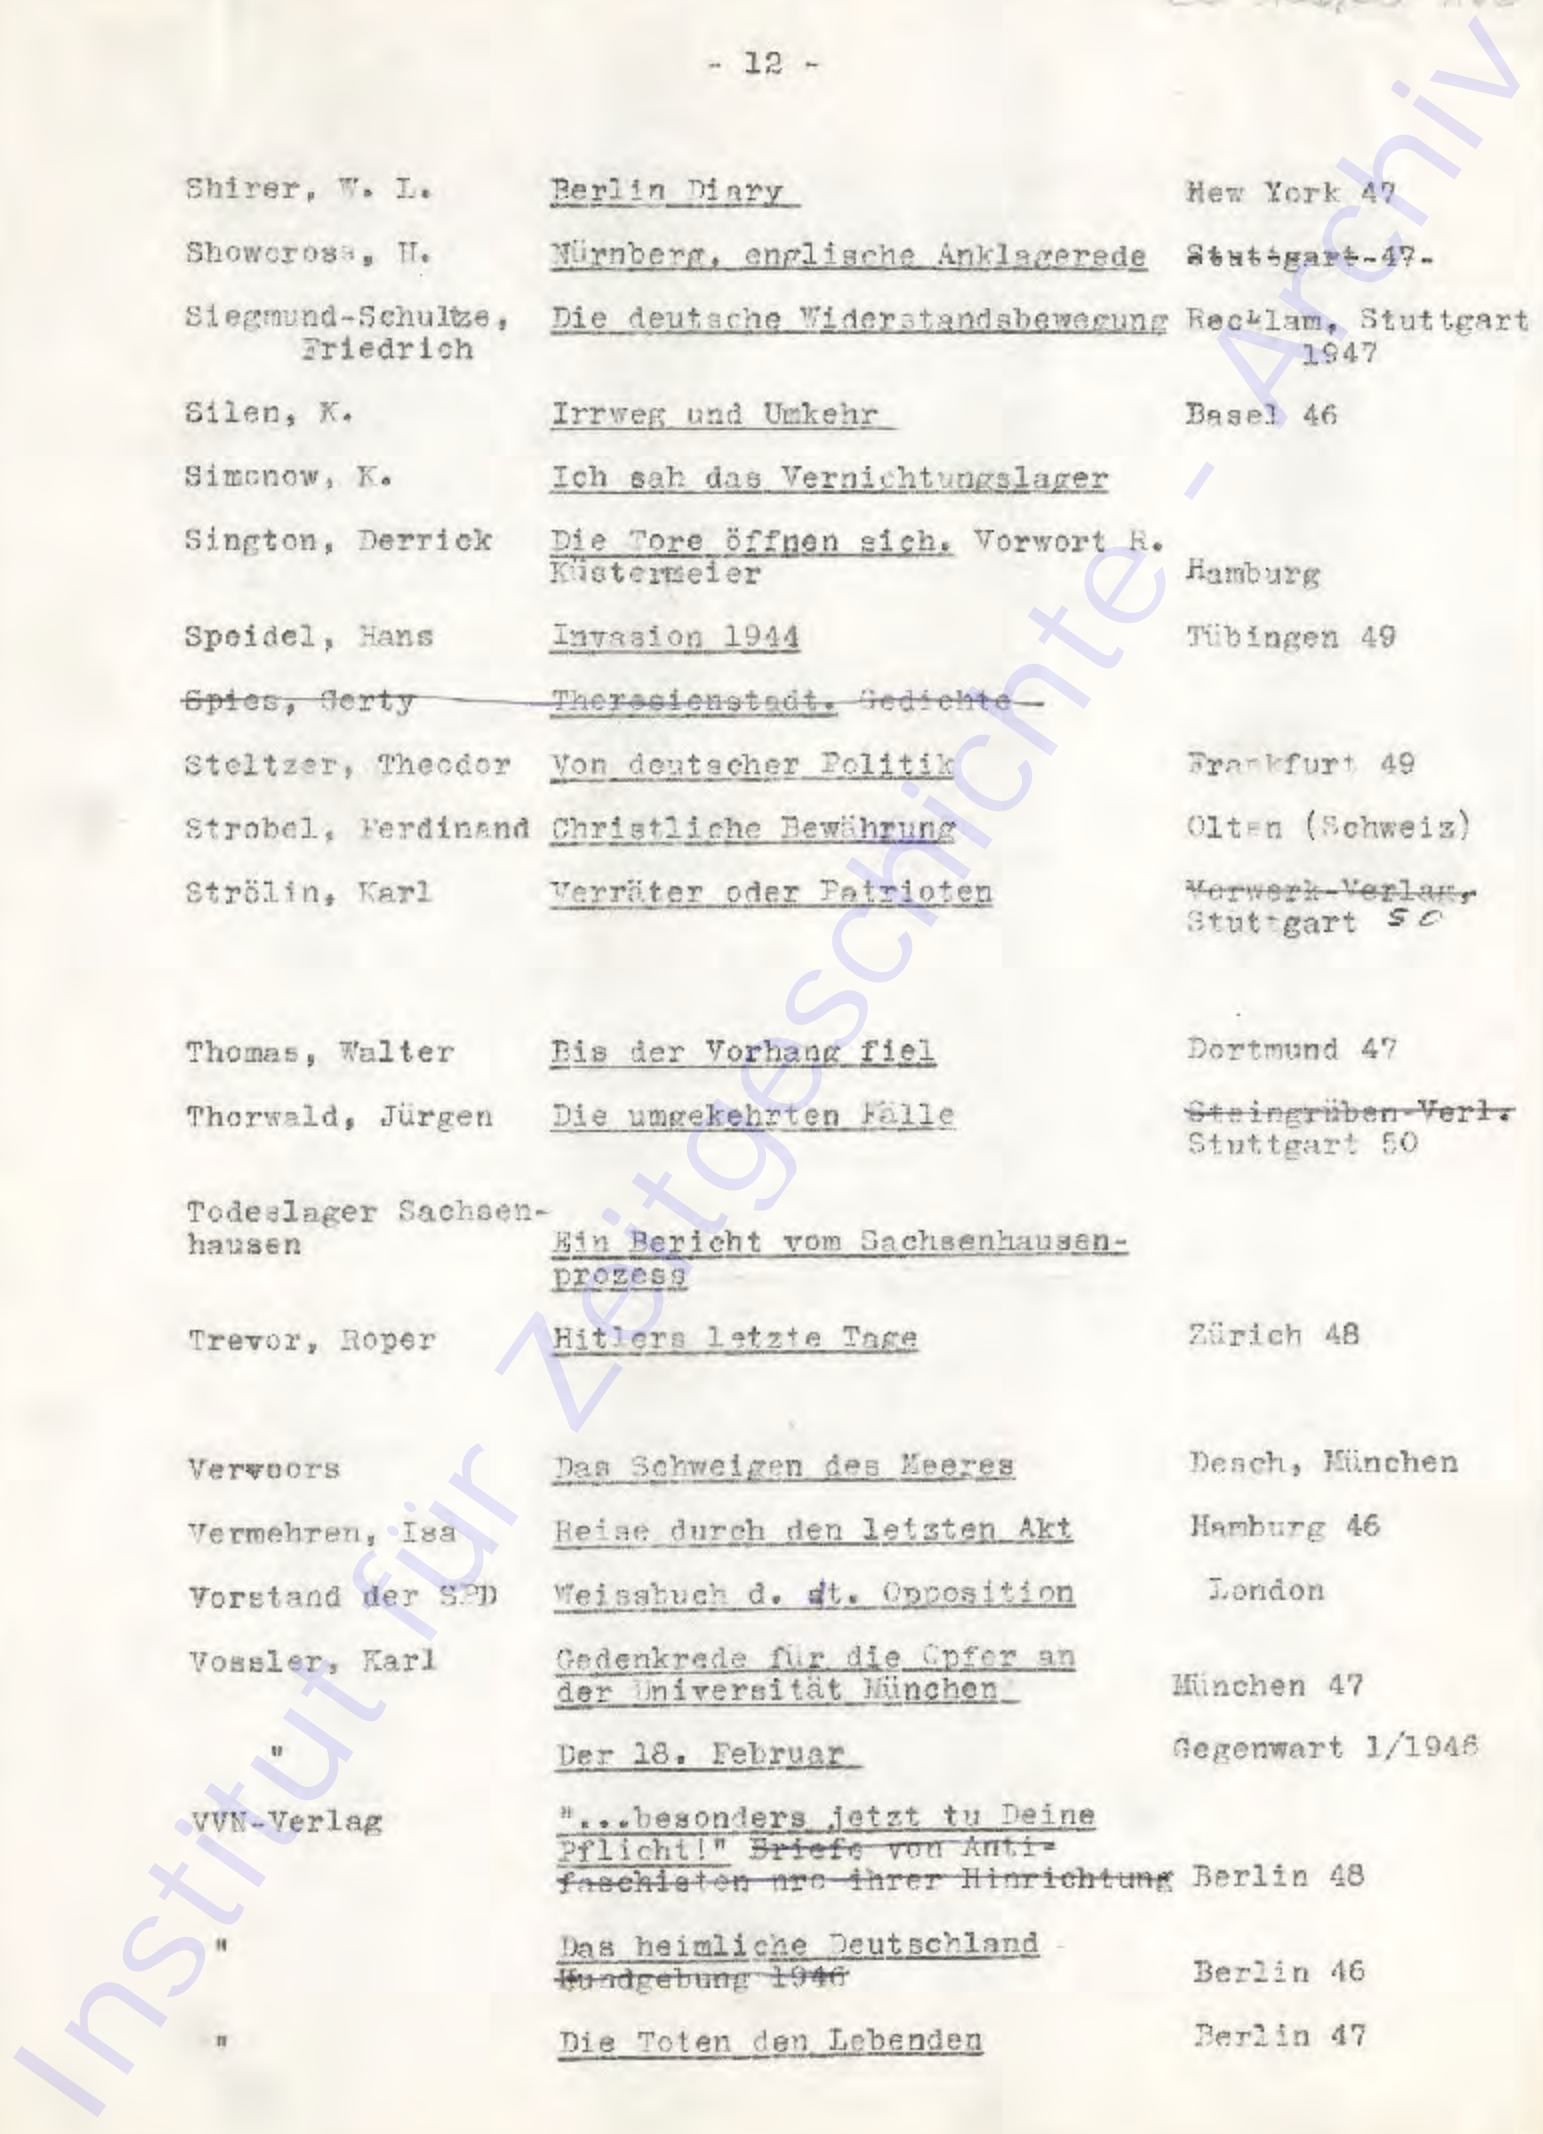 - 12 -
Shirer, W. L. Berlin Diary New York 47
Showcross, H. Nürnberg, englische Anklagerede Stuttgart 47
Siegmund-Schultze, Die deutsche Widerstandsbewegung Recklam, Stuttgart
Friedrich 1947
Silen, K. Irrweg und Umkehr Basel 46
Simonow, K. Ich sah das Vernichtungslager
Sington, Derrick Die Tore öffnen sich. Vorwort R.
Küstermeier Hamburg
Speidel, Hans Invasion 1944 Tübingen 49
Spies, Gerty Theresienstadt. Gedichte
Steltzer, Theodor Von deutscher Politik Frankfurt 49
Strobel, Ferdinand Christliche Bewährung Olten (Schweiz)
Strölin, Karl Verräter oder Patrioten Vorwerk-Verlag,
Stuttgart 50
Thomas, Walter Bis der Vorhang fiel Dortmund 47
Thorwald, Jürgen Die umgekehrten Fälle Steingrüben-Verl.
Stuttgart 50
Todeslager Sachsen-
hausen Ein Bericht vom Sachsenhausen-
prozess
Trevor, Roper Hitlers letzte Tage Zürich 48
Vervoors Das Schweigen des Meeres Desch, München
Vermehren, Isa Reise durch den letzten Akt Hamburg 46
Vorstand der SPD Weissbuch d. dt. Opposition London
Vossler, Karl Gedenkrede für die Opfer an
der Universität München München 47
" Der 18. Februar Gegenwart 1/1946
VVN-Verlag "...besonders jetzt tu Deine
Pflicht!" Briefe von Anti-
faschisten nro ihrer Hinrichtung Berlin 48
" Das heimliche Deutschland
Kundgebung 1946 Berlin 46
" Die Toten den Lebenden Berlin 47
Institut für Zeitgeschichte - Archiv